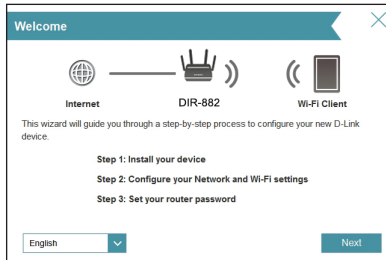 Welcome
Internet
DIR-882
Wi-Fi Client
This wizard will guide you through a step-by-step process to configure your new D-Link
device.
Step 1: Install your device
Step 2: Configure your Network and Wi-Fi settings
Step 3: Set your router password
English
Next